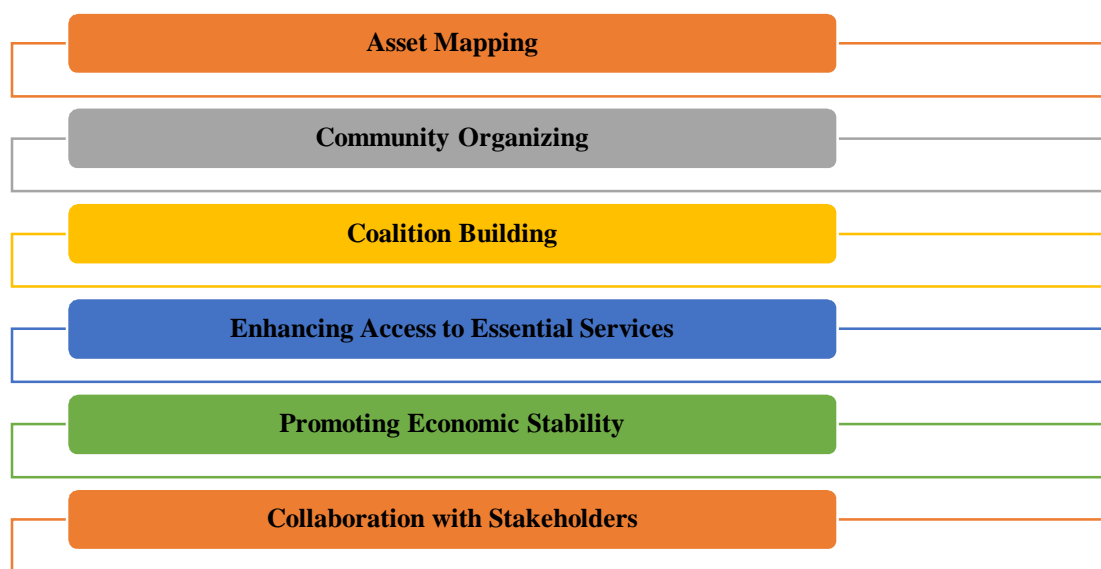 Asset Mapping
Community Organizing
Coalition Building
Enhancing Access to Essential Services
Promoting Economic Stability
Collaboration with Stakeholders